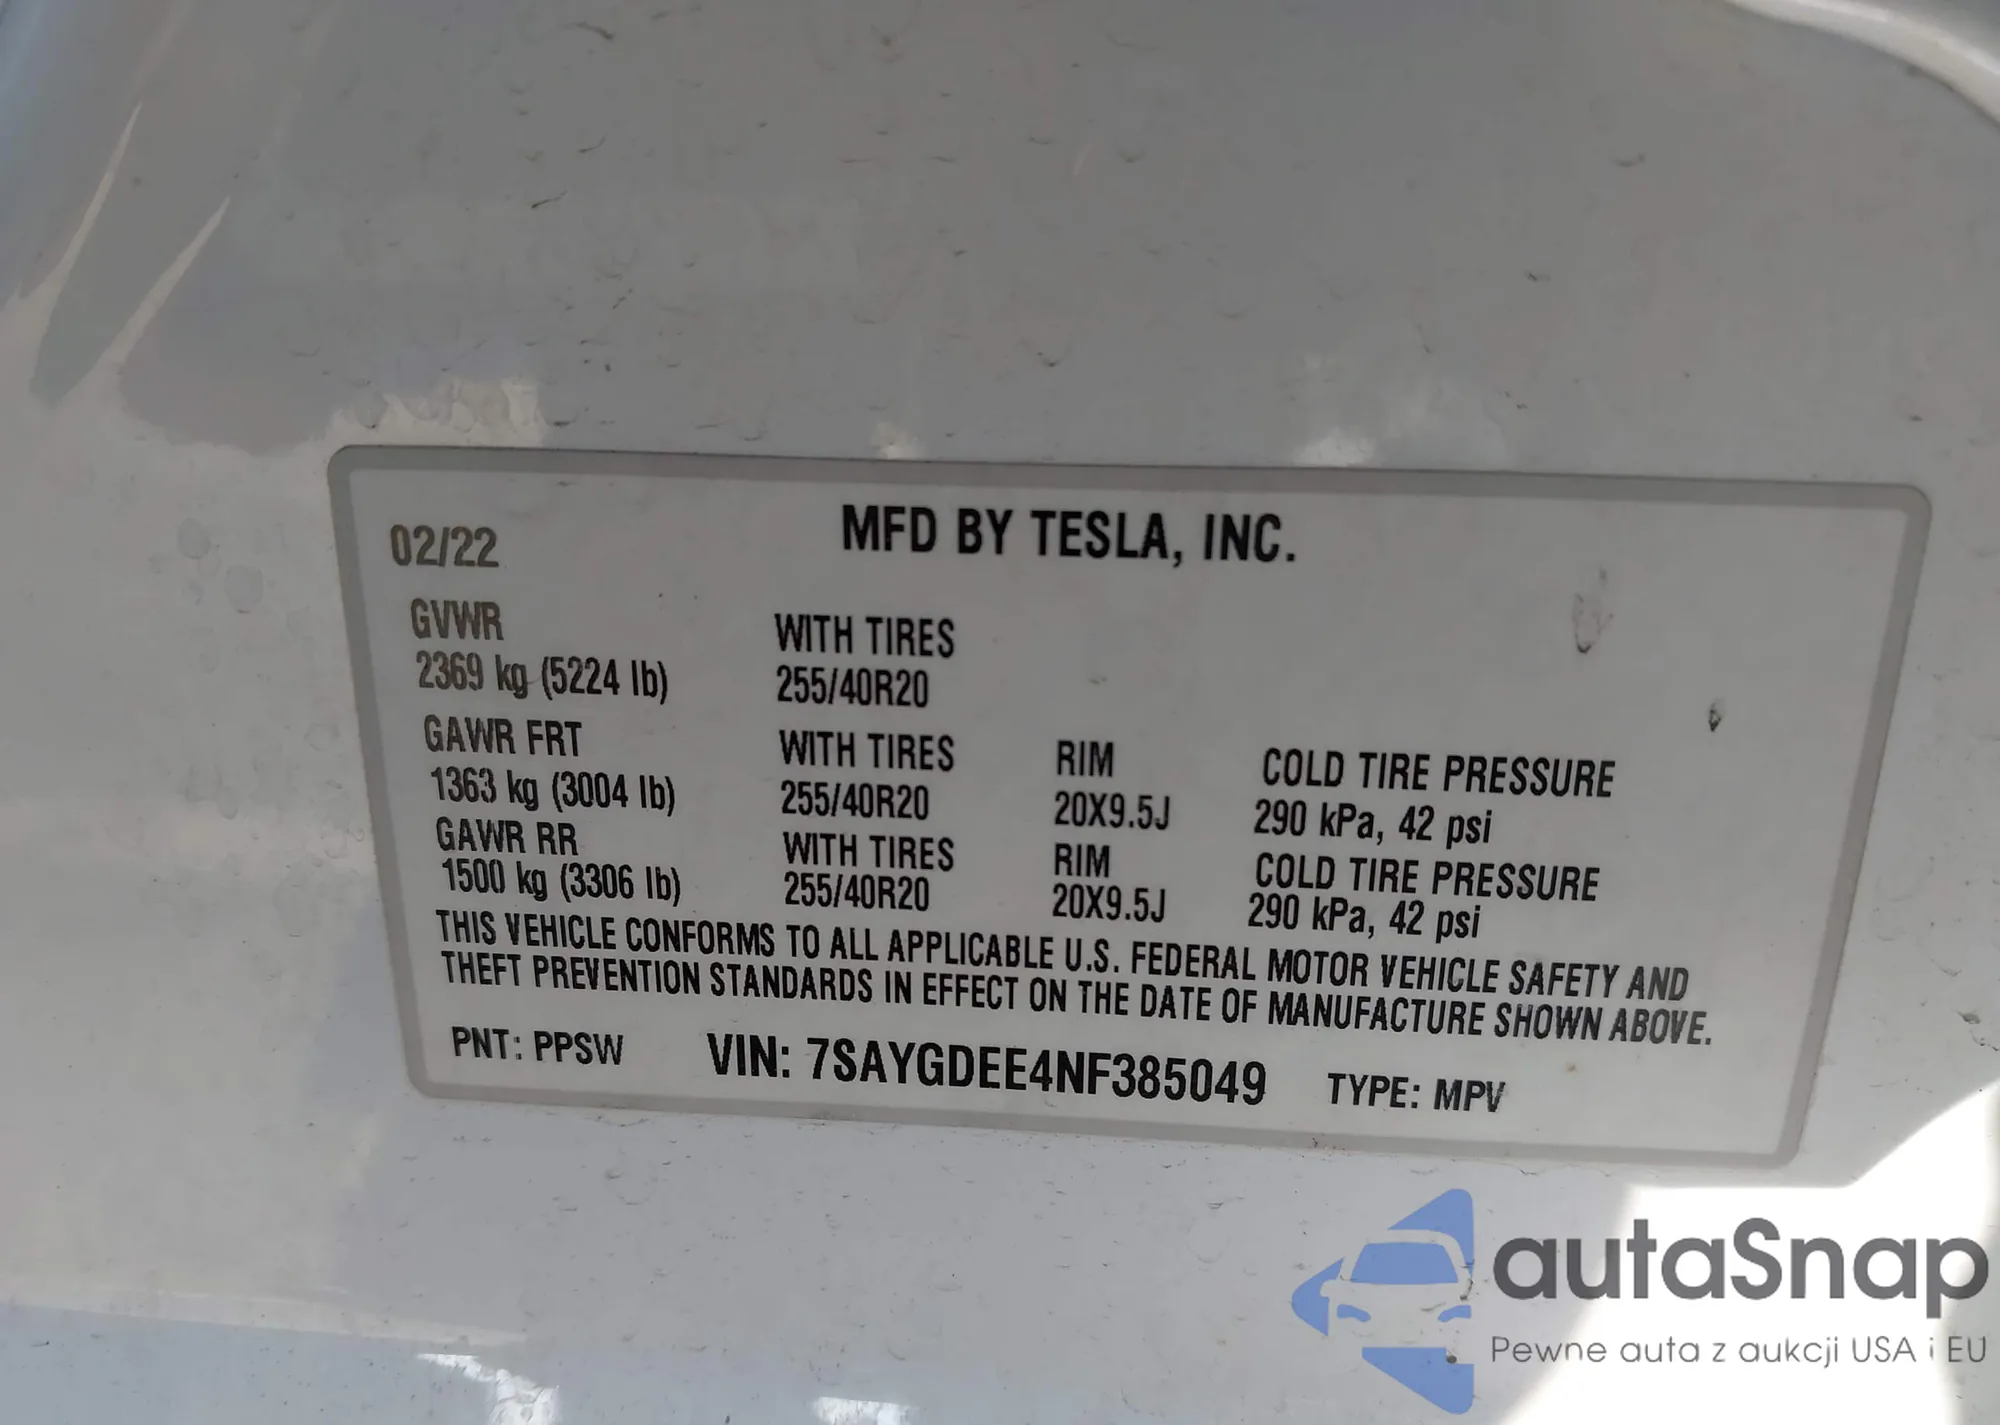 02/22 MFD BY TESLA, INC.
GVWR WITH TIRES
2369 kg (5224 lb) 255/40R20
GAWR FRT WITH TIRES RIM COLD TIRE PRESSURE
1363 kg (3004 lb) 255/40R20 20X9.5J 290 kPa, 42 psi
GAWR RR WITH TIRES RIM COLD TIRE PRESSURE
1500 kg (3306 lb) 255/40R20 20X9.5J 290 kPa, 42 psi
THIS VEHICLE CONFORMS TO ALL APPLICABLE U.S. FEDERAL MOTOR VEHICLE SAFETY AND
THEFT PREVENTION STANDARDS IN EFFECT ON THE DATE OF MANUFACTURE SHOWN ABOVE.
PNT: PPSW VIN: 7SAYGDEE4NF385049 TYPE: MPV
autaSnap
Pewne auta z aukcji USA i EU